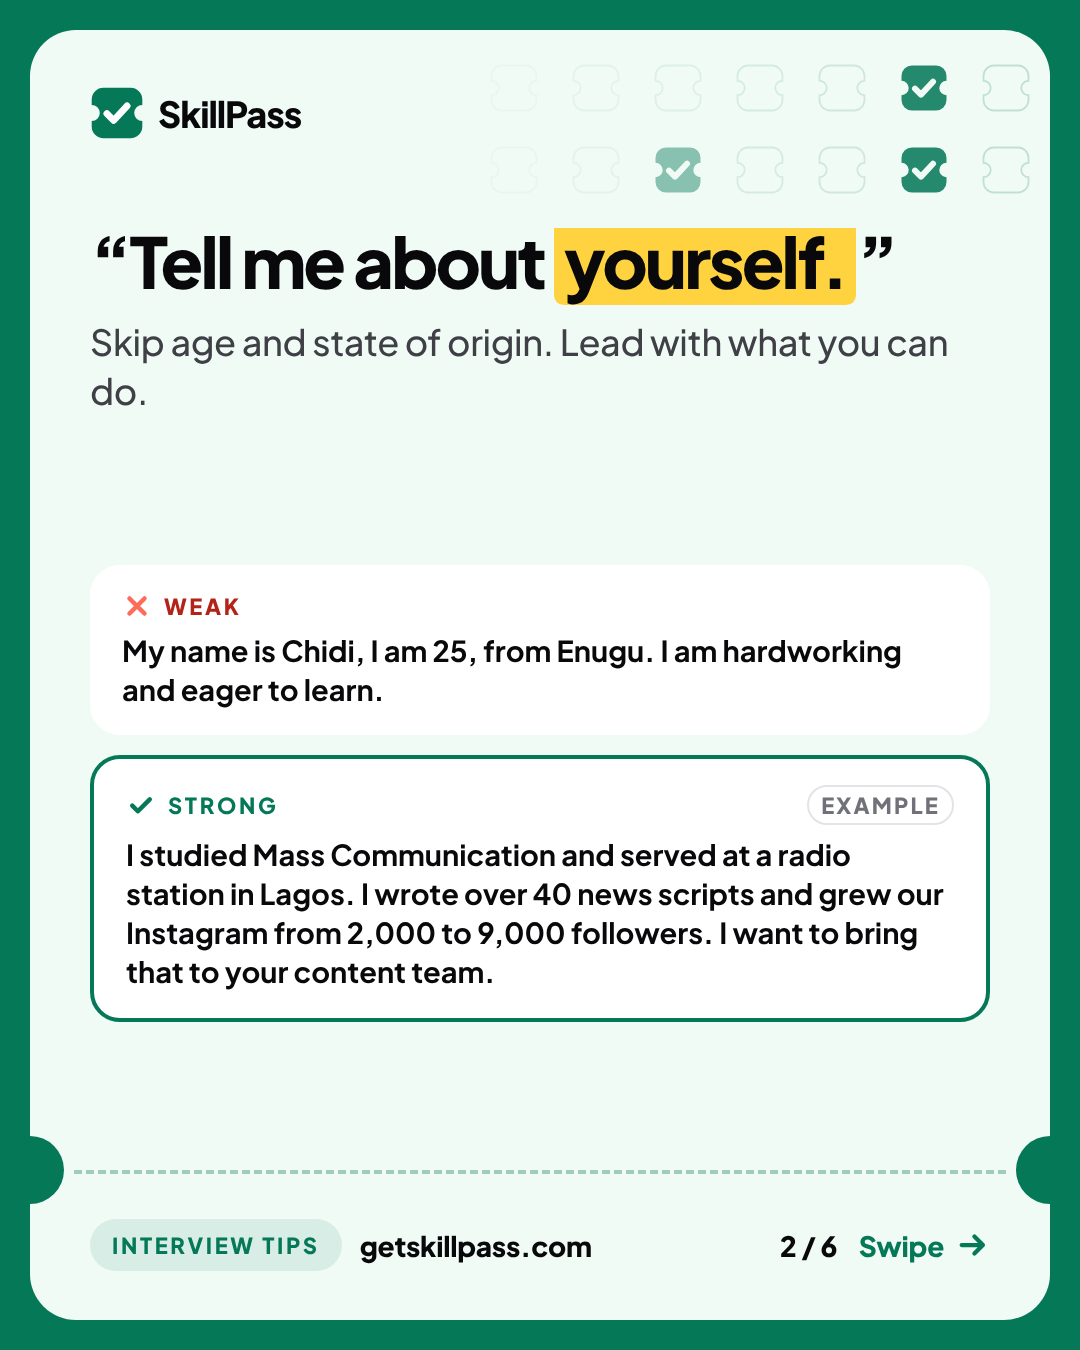 SkillPass
“Tell me about yourself.”
Skip age and state of origin. Lead with what you can
do.
WEAK
My name is Chidi, I am 25, from Enugu. I am hardworking
and eager to learn.
STRONG
EXAMPLE
I studied Mass Communication and served at a radio
station in Lagos. I wrote over 40 news scripts and grew our
Instagram from 2,000 to 9,000 followers. I want to bring
that to your content team.
INTERVIEW TIPS getskillpass.com 2 / 6 Swipe →